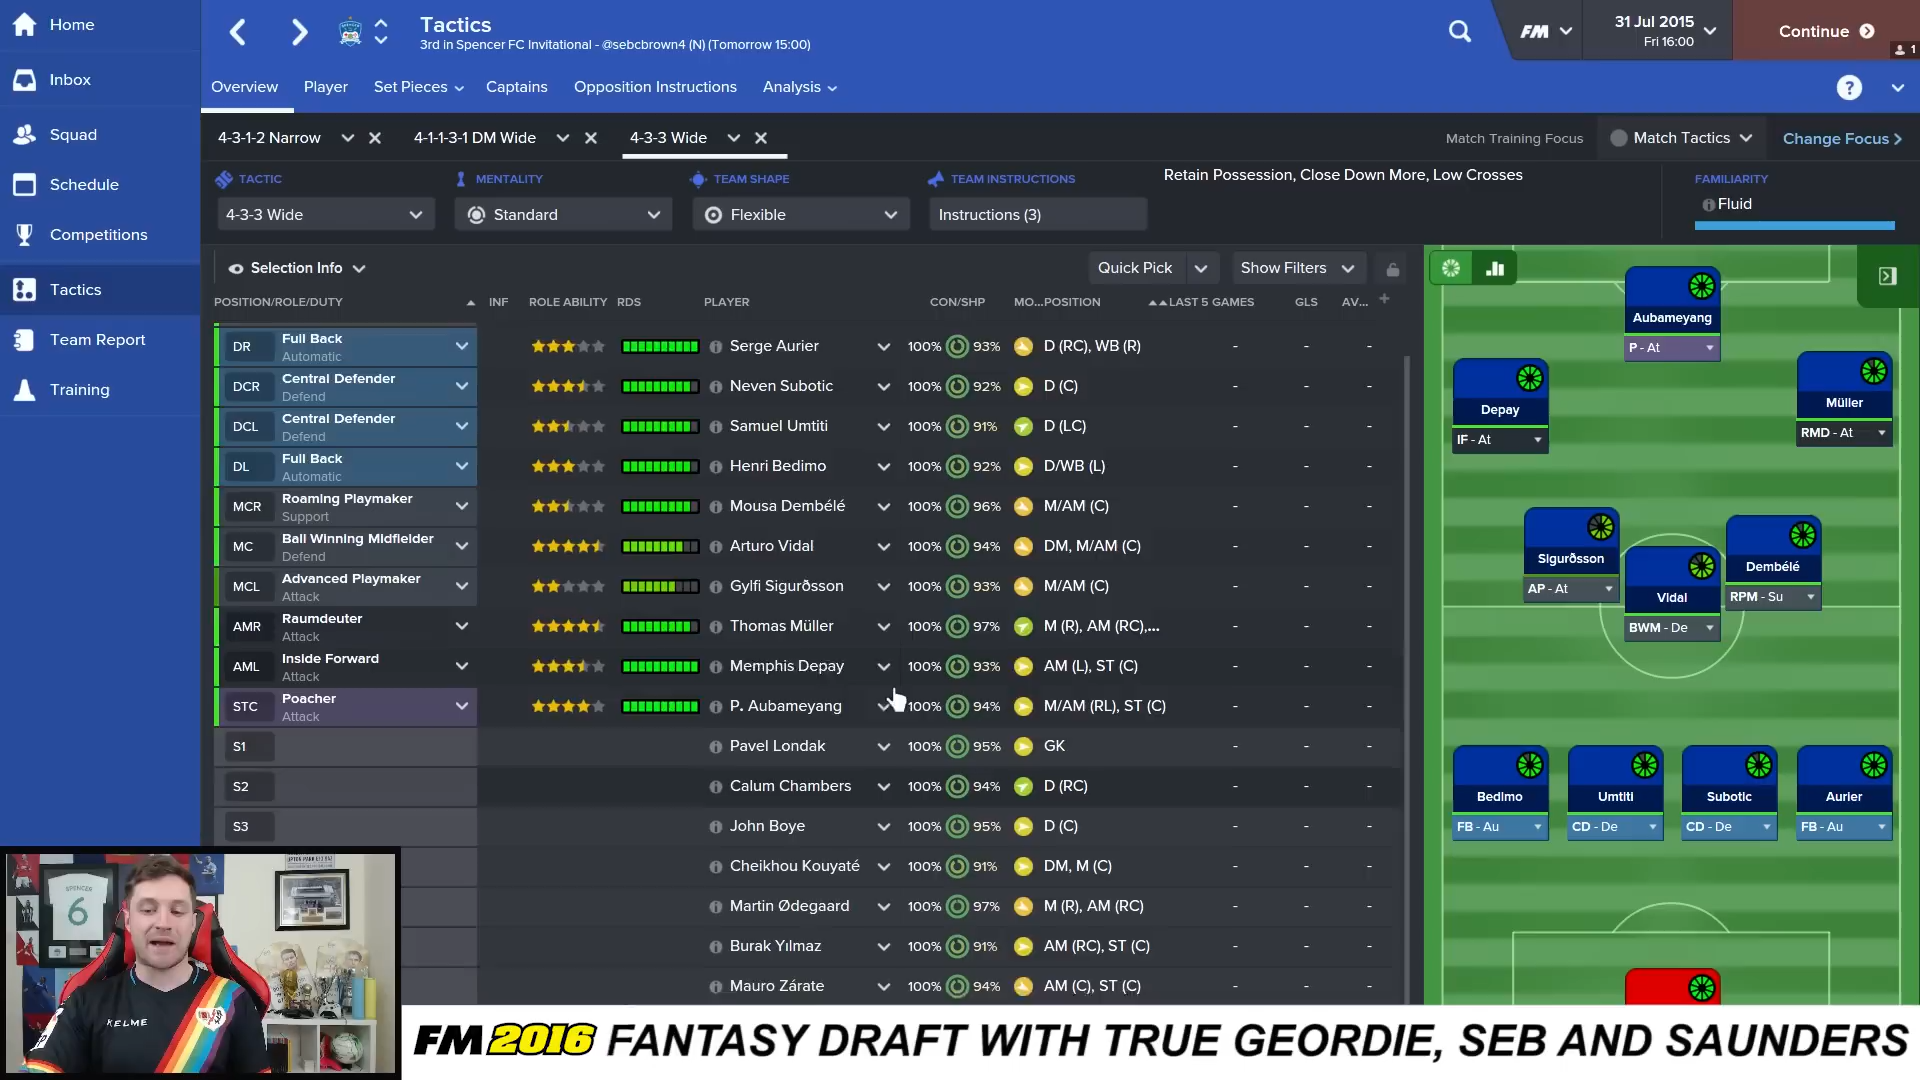 Home
Inbox
Squad
Schedule
Competitions
Tactics
Team Report
Training
Tactics
3rd in Spencer FC Invitational - @sebcbrown4 (N) (Tomorrow 15:00)
FM
31 Jul 2015
Fri 16:00
Continue
1
Overview Player Set Pieces Captains Opposition Instructions Analysis
?
4-3-1-2 Narrow 4-1-1-3-1 DM Wide 4-3-3 Wide
Match Training Focus Match Tactics Change Focus
TACTIC MENTALITY TEAM SHAPE TEAM INSTRUCTIONS
4-3-3 Wide Standard Flexible Instructions (3)
Retain Possession, Close Down More, Low Crosses
FAMILIARITY
Fluid
Selection Info Quick Pick Show Filters
POSITION/ROLE/DUTY INF ROLE ABILITY RDS PLAYER CON/SHP MO... POSITION LAST 5 GAMES GLS AV... +
DR Full Back Automatic Serge Aurier 100% 93% D (RC), WB (R) - - -
DCR Central Defender Defend Neven Subotic 100% 92% D (C) - - -
DCL Central Defender Defend Samuel Umtiti 100% 91% D (LC) - - -
DL Full Back Automatic Henri Bedimo 100% 92% D/WB (L) - - -
MCR Roaming Playmaker Support Mousa Dembélé 100% 96% M/AM (C) - - -
MC Ball Winning Midfielder Defend Arturo Vidal 100% 94% DM, M/AM (C) - - -
MCL Advanced Playmaker Attack Gylfi Sigurðsson 100% 93% M/AM (C) - - -
AMR Raumdeuter Attack Thomas Müller 100% 97% M (R), AM (RC),... - - -
AML Inside Forward Attack Memphis Depay 100% 93% AM (L), ST (C) - - -
STC Poacher Attack P. Aubameyang 100% 94% M/AM (RL), ST (C) - - -
S1 Pavel Londak 100% 95% GK - - -
S2 Calum Chambers 100% 94% D (RC) - - -
S3 John Boye 100% 95% D (C) - - -
Cheikhou Kouyaté 100% 91% DM, M (C) - - -
Martin Ødegaard 100% 97% M (R), AM (RC) - - -
Burak Yılmaz 100% 91% AM (RC), ST (C) - - -
Mauro Zárate 100% 94% AM (C), ST (C) - - -
Aubameyang
P - At
Depay
IF - At
Müller
RMD - At
Sigurðsson
AP - At
Vidal
BWM - De
Dembélé
RPM - Su
Bedimo
FB - Au
Umtiti
CD - De
Subotic
CD - De
Aurier
FB - Au
SPENCER
6
KELME
FM 2016 FANTASY DRAFT WITH TRUE GEORDIE, SEB AND SAUNDERS